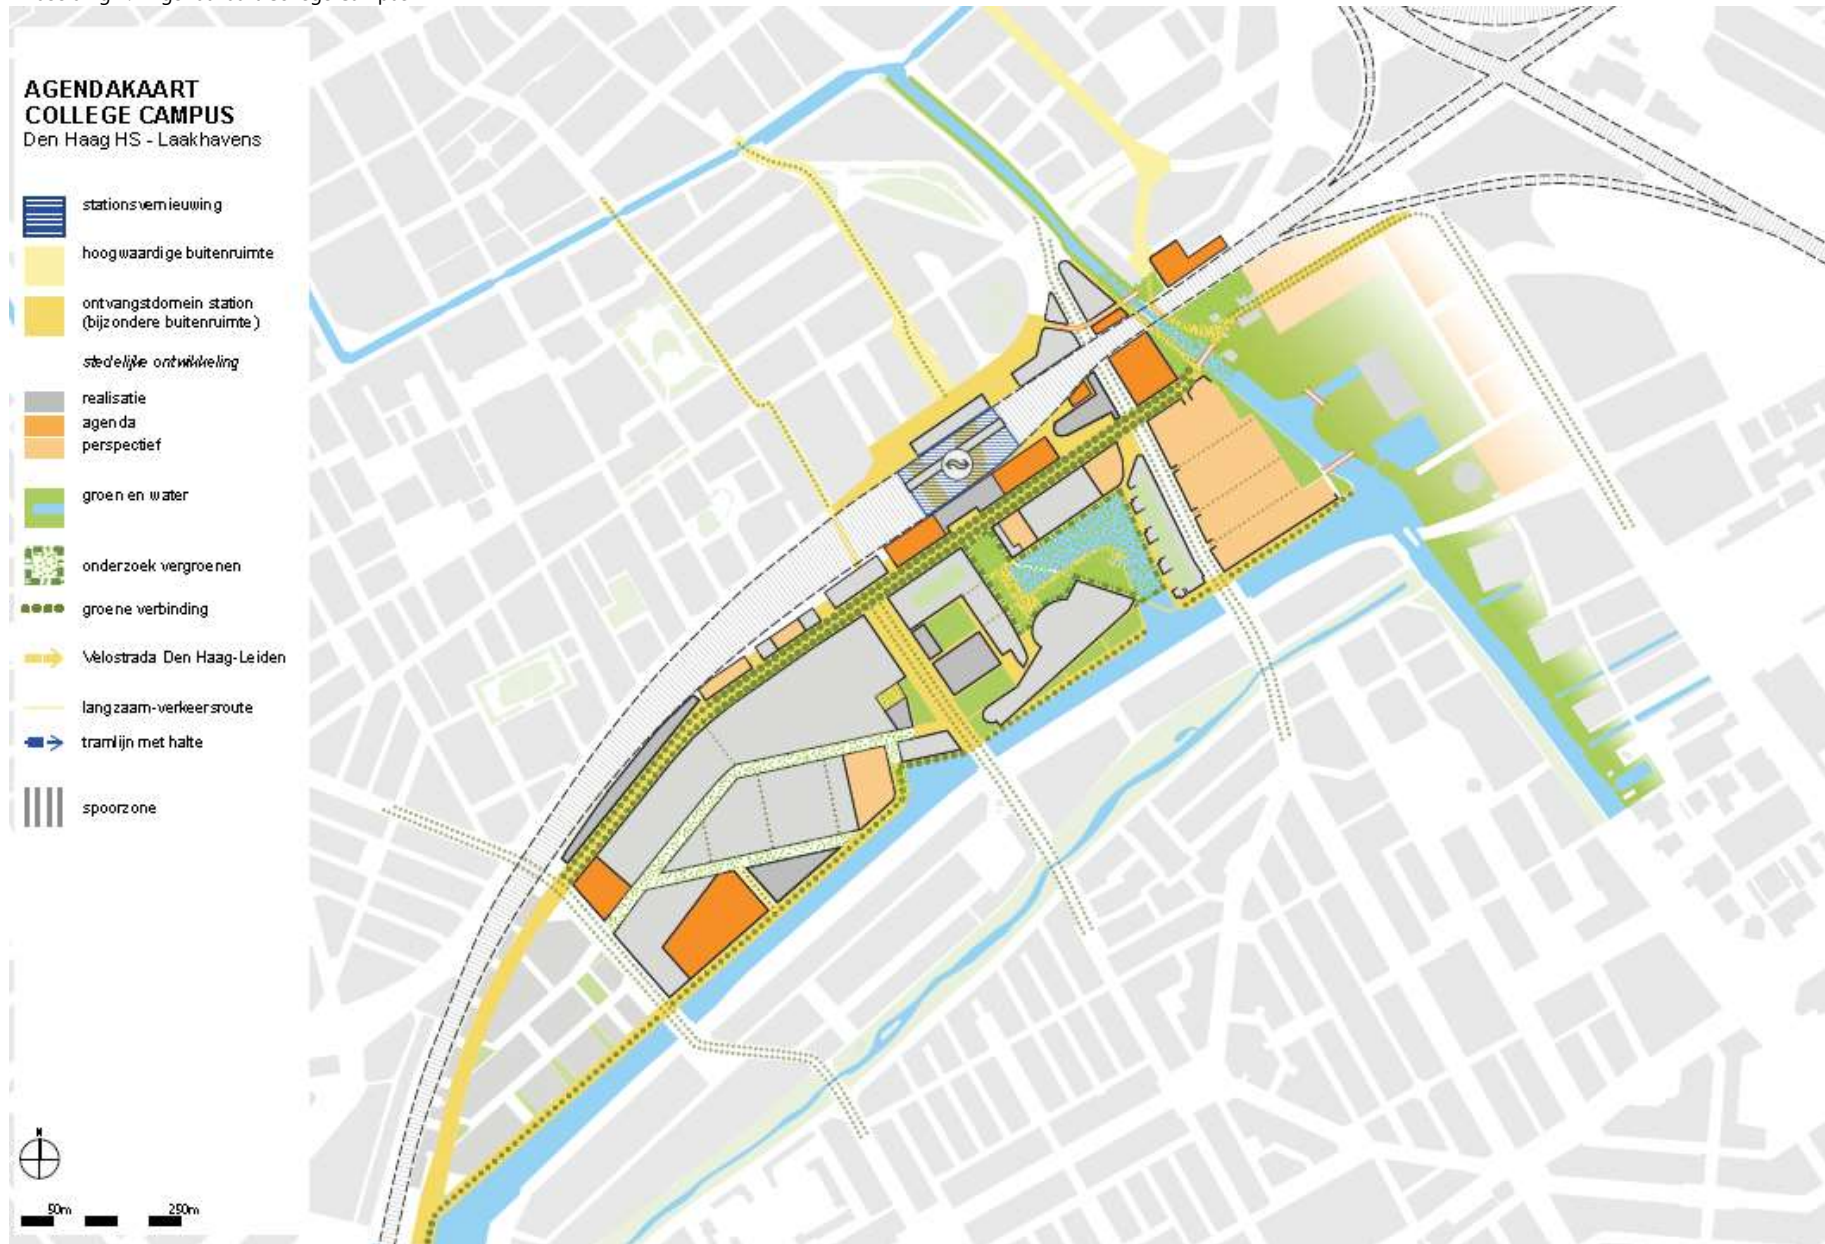 AGENDAKAART
COLLEGE CAMPUS
Den Haag HS - Laakhavens
stationsvernieuwing
hoogwaardige buitenruimte
ontvangstdomein station
(bijzondere buitenruimte)
stedelijke ontwikkeling
realisatie
agenda
perspectief
groen en water
onderzoek vergroenen
groene verbinding
Velostrada Den Haag-Leiden
langzaam-verkeersroute
tramlijn met halte
spoorzone
N
50m 250m